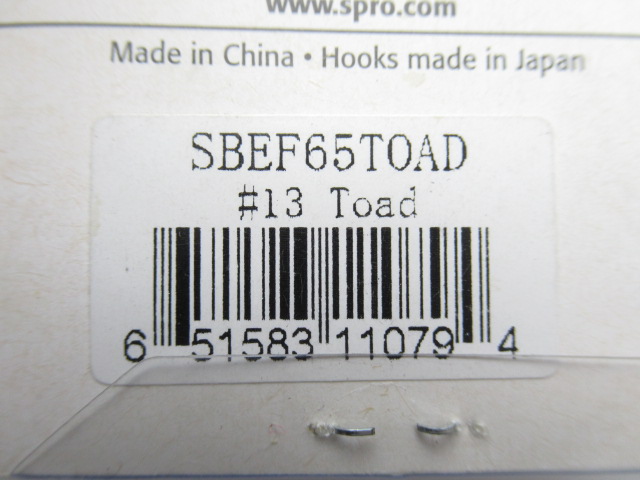 www.spro.com
Made in China • Hooks made in Japan
SBEF65TOAD
#13 Toad
6 51583 11079 4